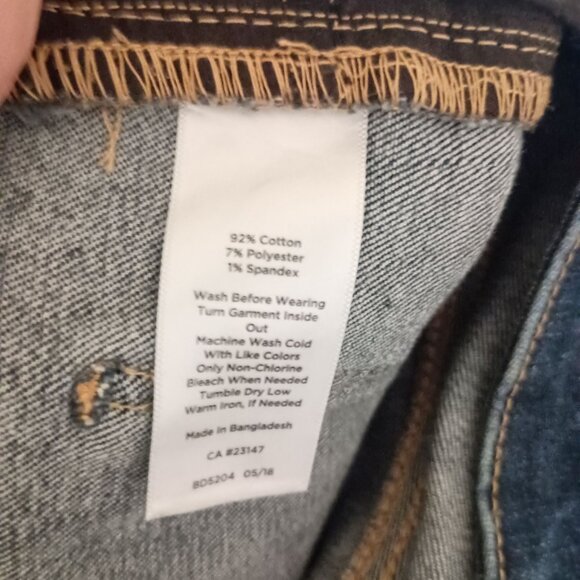 92% Cotton
7% Polyester
1% Spandex
Wash Before Wearing
Turn Garment Inside
Out
Machine Wash Cold
With Like Colors
Only Non-Chlorine
Bleach When Needed
Tumble Dry Low
Warm Iron, If Needed
Made in Bangladesh
CA #23147
BD5204 05/18